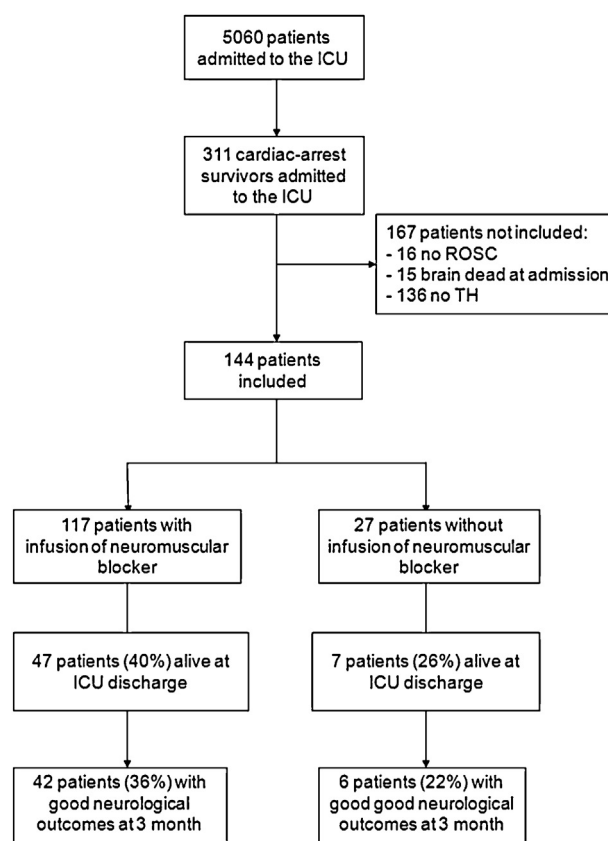 5060 patients
admitted to the ICU
311 cardiac-arrest
survivors admitted
to the ICU
167 patients not included:
- 16 no ROSC
- 15 brain dead at admission
- 136 no TH
144 patients
included
117 patients with
infusion of neuromuscular
blocker
27 patients without
infusion of neuromuscular
blocker
47 patients (40%) alive at
ICU discharge
7 patients (26%) alive at
ICU discharge
42 patients (36%) with
good neurological
outcomes at 3 month
6 patients (22%) with
good good neurological
outcomes at 3 month